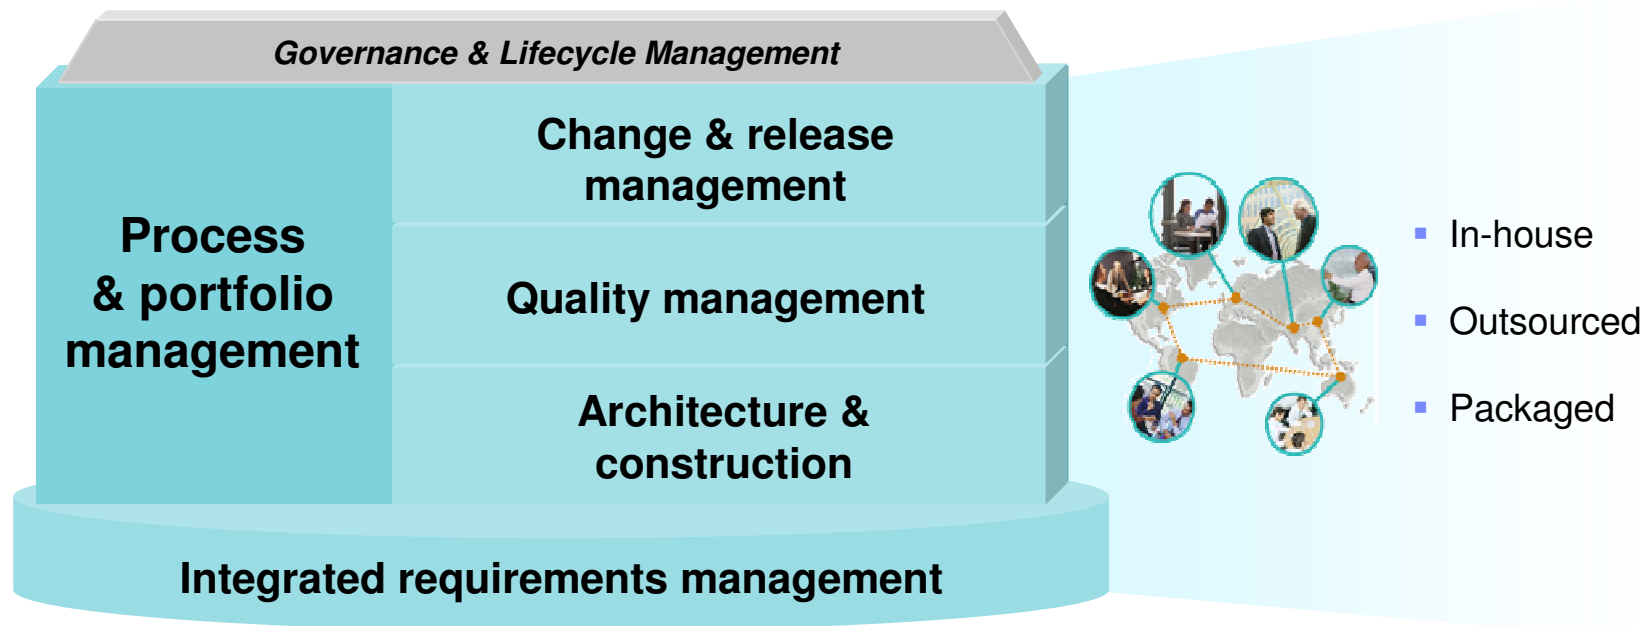 Governance & Lifecycle Management
Process
& portfolio
management
Change & release
management
Quality management
Architecture &
construction
Integrated requirements management
In-house
Outsourced
Packaged